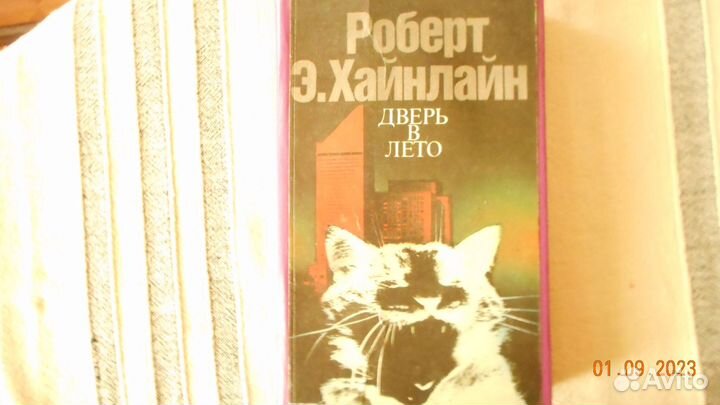 Роберт
Э.Хайнлайн
ДВЕРЬ
В
ЛЕТО
01.09.2023
Avito